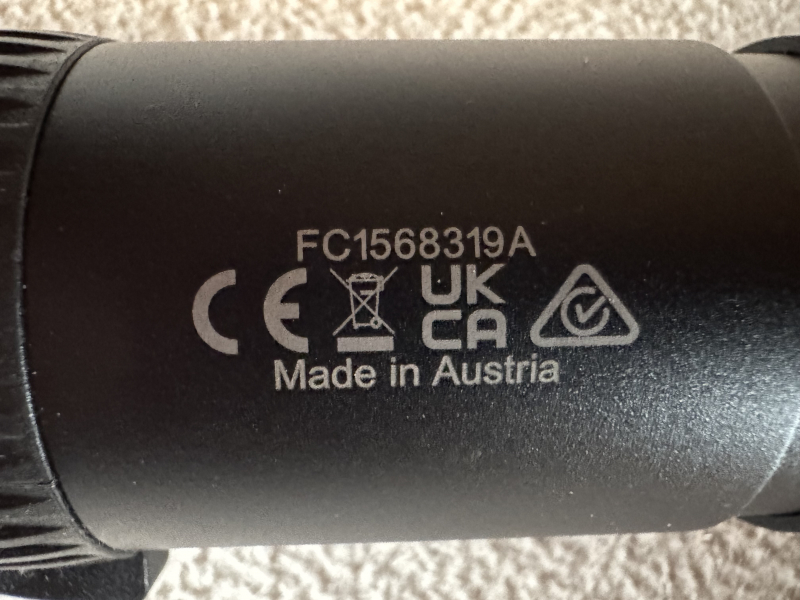 FC1568319A
CE UK
CA
Made in Austria